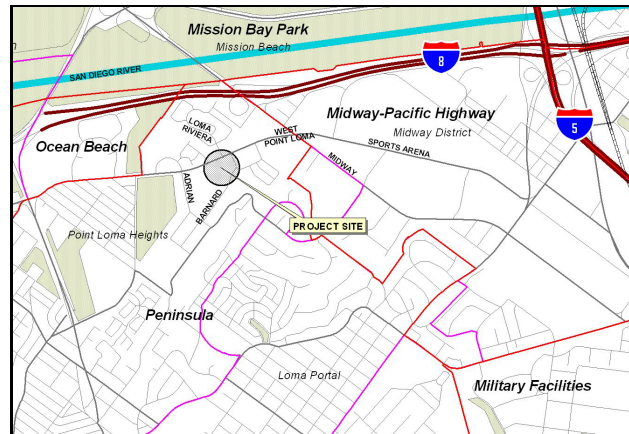 Mission Bay Park
Mission Beach
SAN DIEGO RIVER
8
5
LOMA
RIVIERA
WEST
POINT LOMA
Midway-Pacific Highway
Midway District
SPORTS ARENA
MIDWAY
Ocean Beach
ADRIAN
BARNARD
PROJECT SITE
Point Loma Heights
Peninsula
Loma Portal
Military Facilities